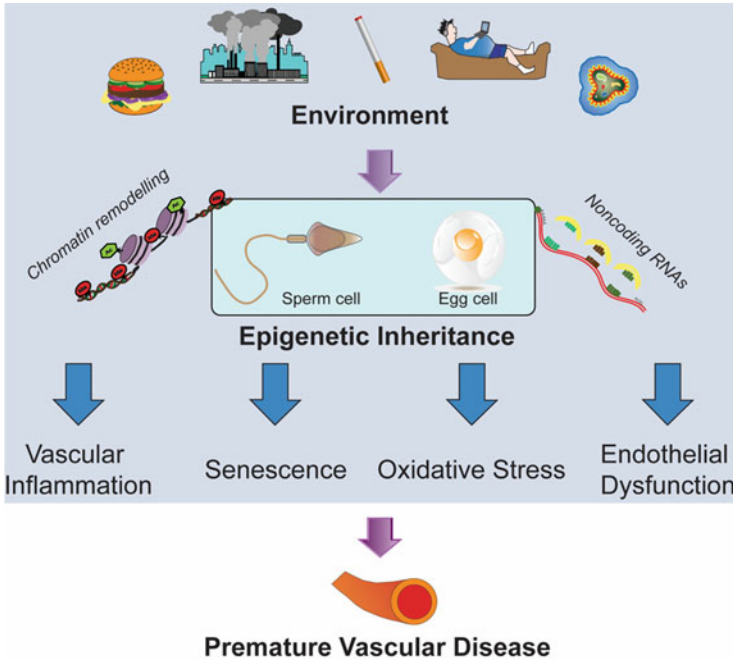 Environment
Chromatin remodelling
Noncoding RNAs
Sperm cell
Egg cell
Epigenetic Inheritance
Vascular
Inflammation
Senescence
Oxidative Stress
Endothelial
Dysfunction
Premature Vascular Disease